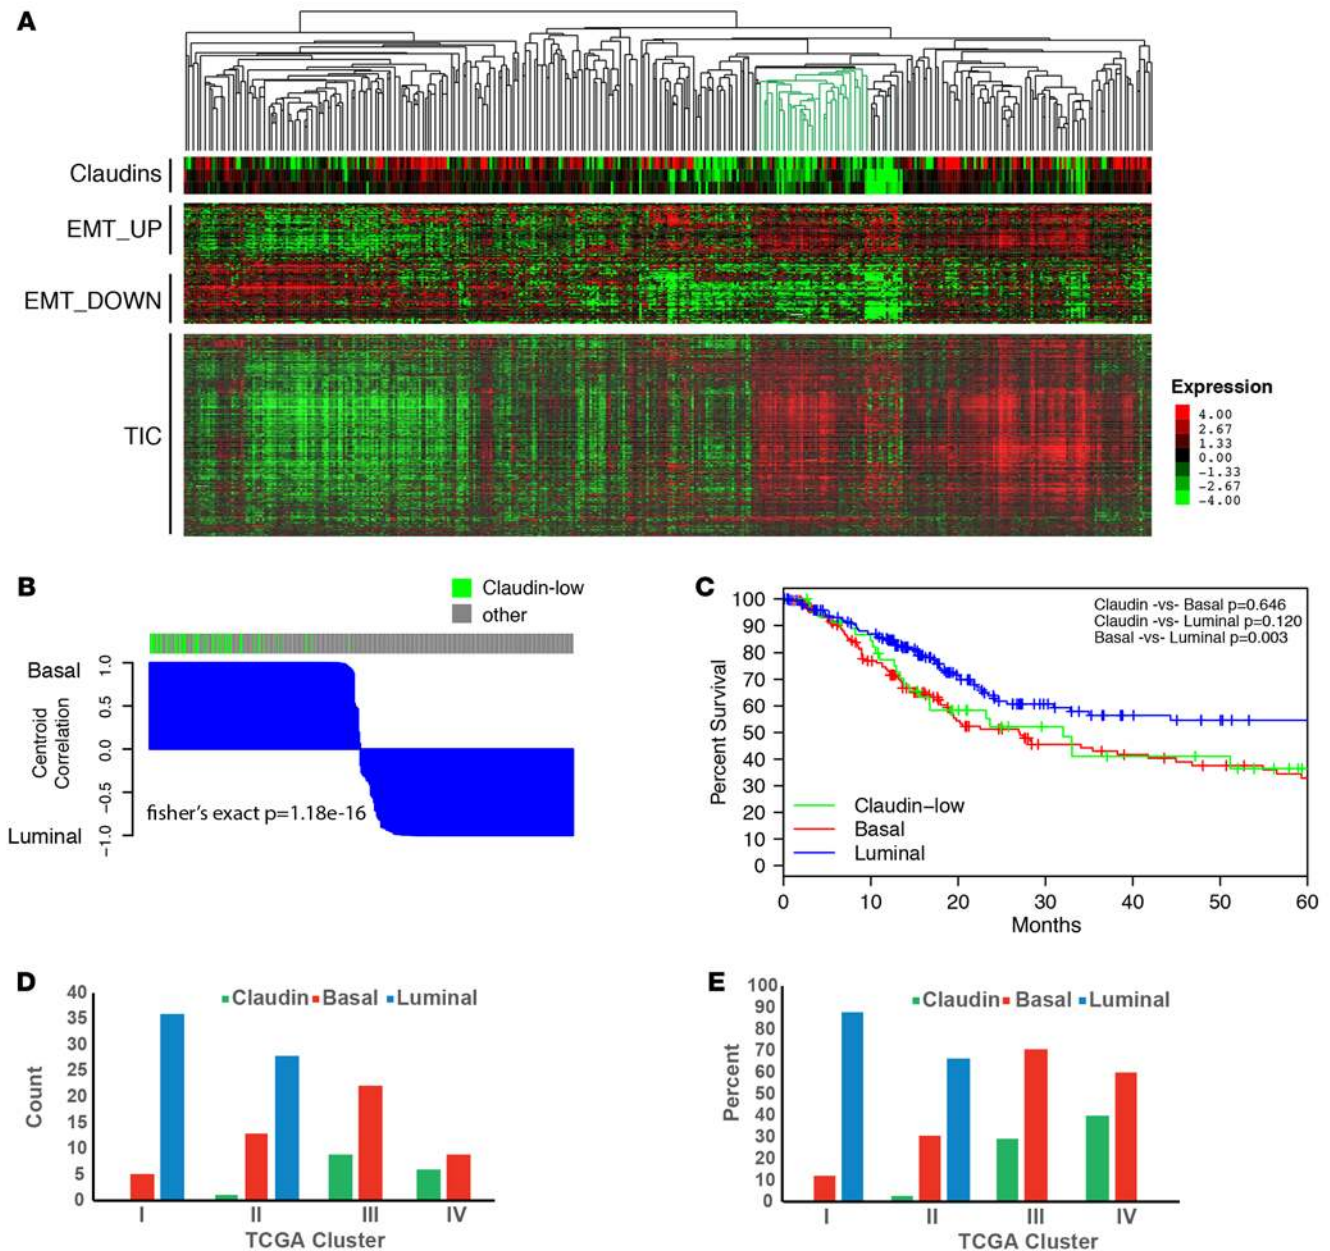 A
Claudins
EMT_UP
EMT_DOWN
TIC
Expression
4.00
2.67
1.33
0.00
-1.33
-2.67
-4.00
B
Claudin-low
other
Basal
Centroid
Correlation
Luminal
1.0
0.5
0.0
−0.5
−1.0
fisher's exact p=1.18e-16
C
Claudin -vs- Basal p=0.646
Claudin -vs- Luminal p=0.120
Basal -vs- Luminal p=0.003
Percent Survival
100
90
80
70
60
50
40
30
20
10
0
Claudin−low
Basal
Luminal
0 10 20 30 40 50 60
Months
D
Claudin Basal Luminal
Count
40
35
30
25
20
15
10
5
0
I II III IV
TCGA Cluster
E
Claudin Basal Luminal
Percent
100
90
80
70
60
50
40
30
20
10
0
I II III IV
TCGA Cluster